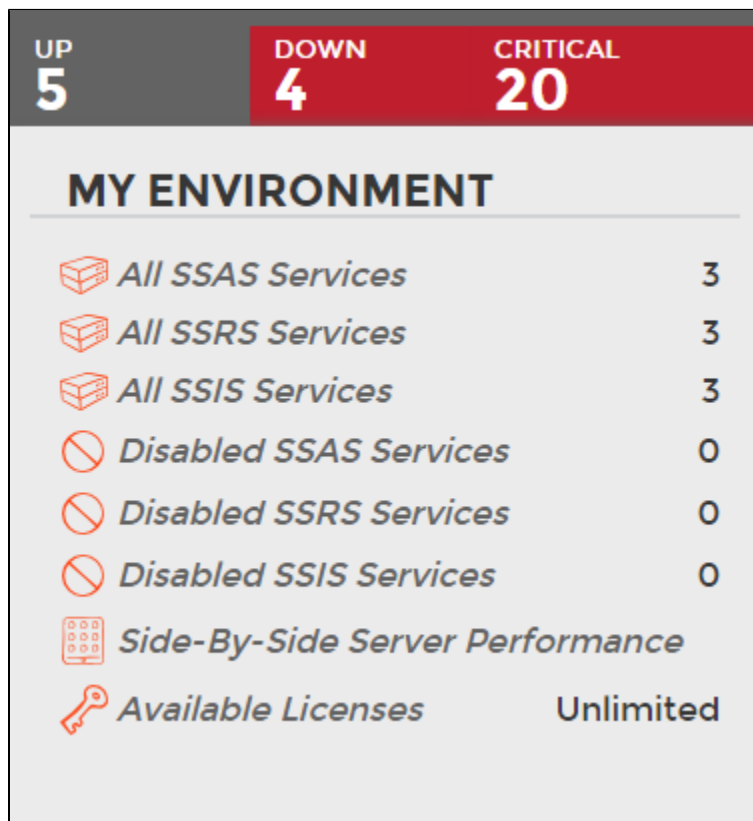 UP DOWN CRITICAL
5 4 20
MY ENVIRONMENT
All SSAS Services 3
All SSRS Services 3
All SSIS Services 3
Disabled SSAS Services 0
Disabled SSRS Services 0
Disabled SSIS Services 0
Side-By-Side Server Performance
Available Licenses Unlimited